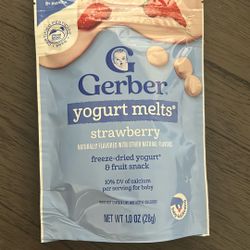 G
Gerber®
yogurt melts®
strawberry
NATURALLY FLAVORED WITH OTHER NATURAL FLAVORS
freeze-dried yogurt*
& fruit snack
10% DV of calcium
per serving for baby
NET WT 1.0 OZ (28g)